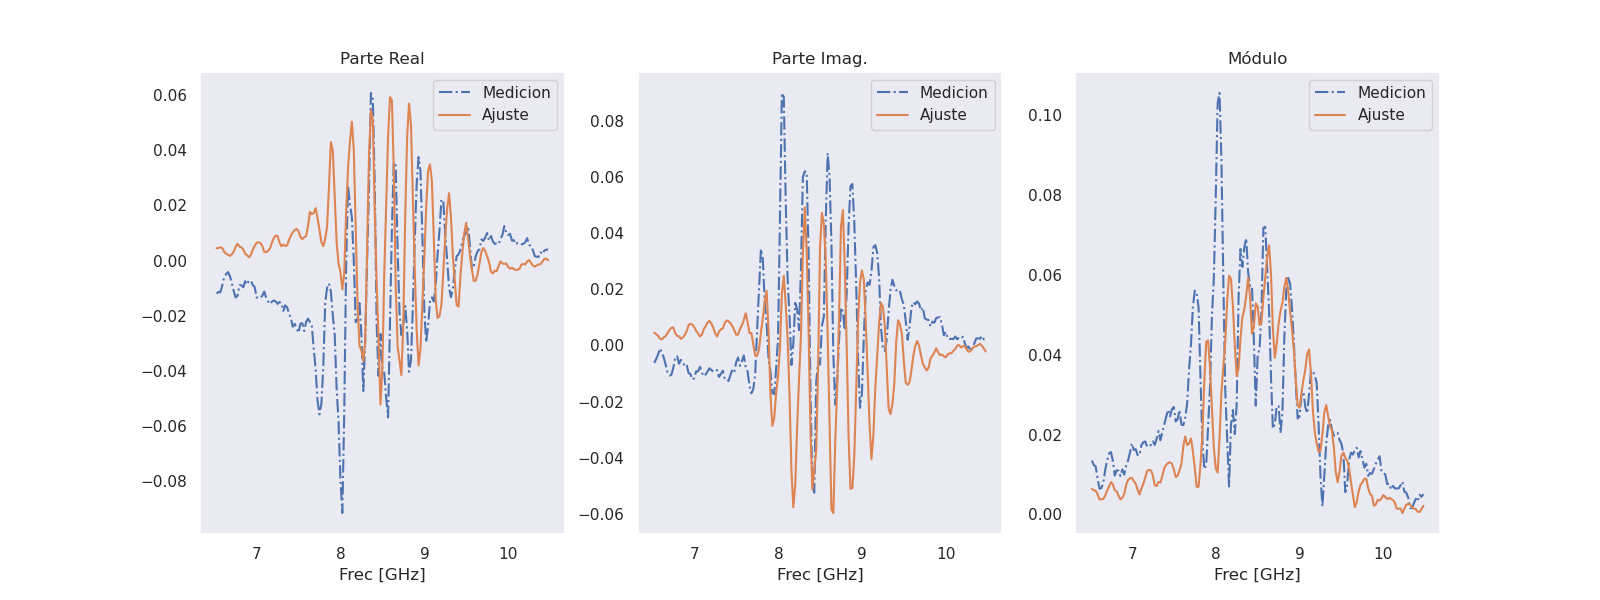 Parte Real
0.06
0.04
0.02
0.00
−0.02
−0.04
−0.06
−0.08
7 8 9 10
Frec [GHz]
Medicion
Ajuste
Parte Imag.
0.08
0.06
0.04
0.02
0.00
−0.02
−0.04
−0.06
7 8 9 10
Frec [GHz]
Medicion
Ajuste
Módulo
0.10
0.08
0.06
0.04
0.02
0.00
7 8 9 10
Frec [GHz]
Medicion
Ajuste